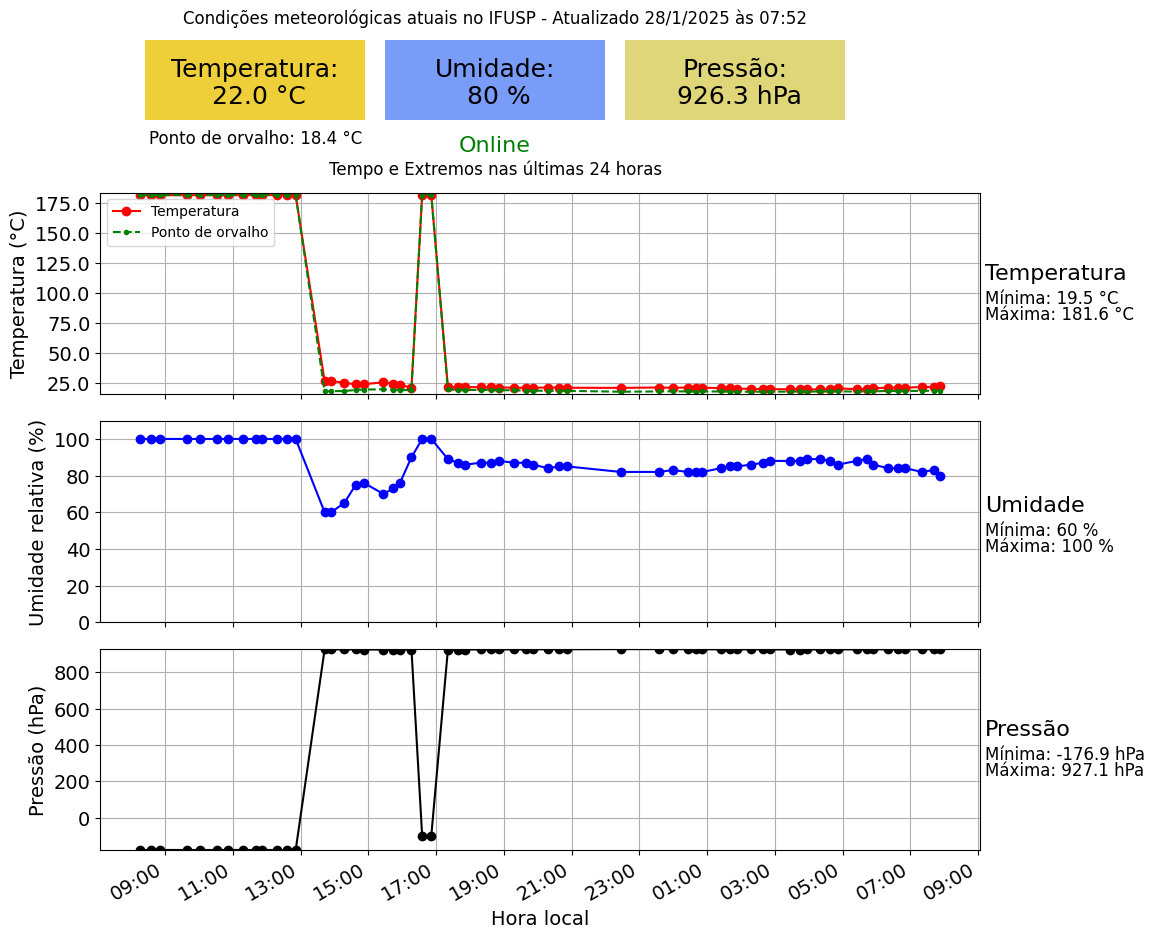 Condições meteorológicas atuais no IFUSP - Atualizado 28/1/2025 às 07:52
Temperatura:
22.0 °C
Umidade:
80 %
Pressão:
926.3 hPa
Ponto de orvalho: 18.4 °C
Online
Tempo e Extremos nas últimas 24 horas
Temperatura (°C)
175.0
150.0
125.0
100.0
75.0
50.0
25.0
Temperatura
Ponto de orvalho
Temperatura
Mínima: 19.5 °C
Máxima: 181.6 °C
Umidade relativa (%)
100
80
60
40
20
0
Umidade
Mínima: 60 %
Máxima: 100 %
Pressão (hPa)
800
600
400
200
0
Pressão
Mínima: -176.9 hPa
Máxima: 927.1 hPa
09:00
11:00
13:00
15:00
17:00
19:00
21:00
23:00
01:00
03:00
05:00
07:00
09:00
Hora local